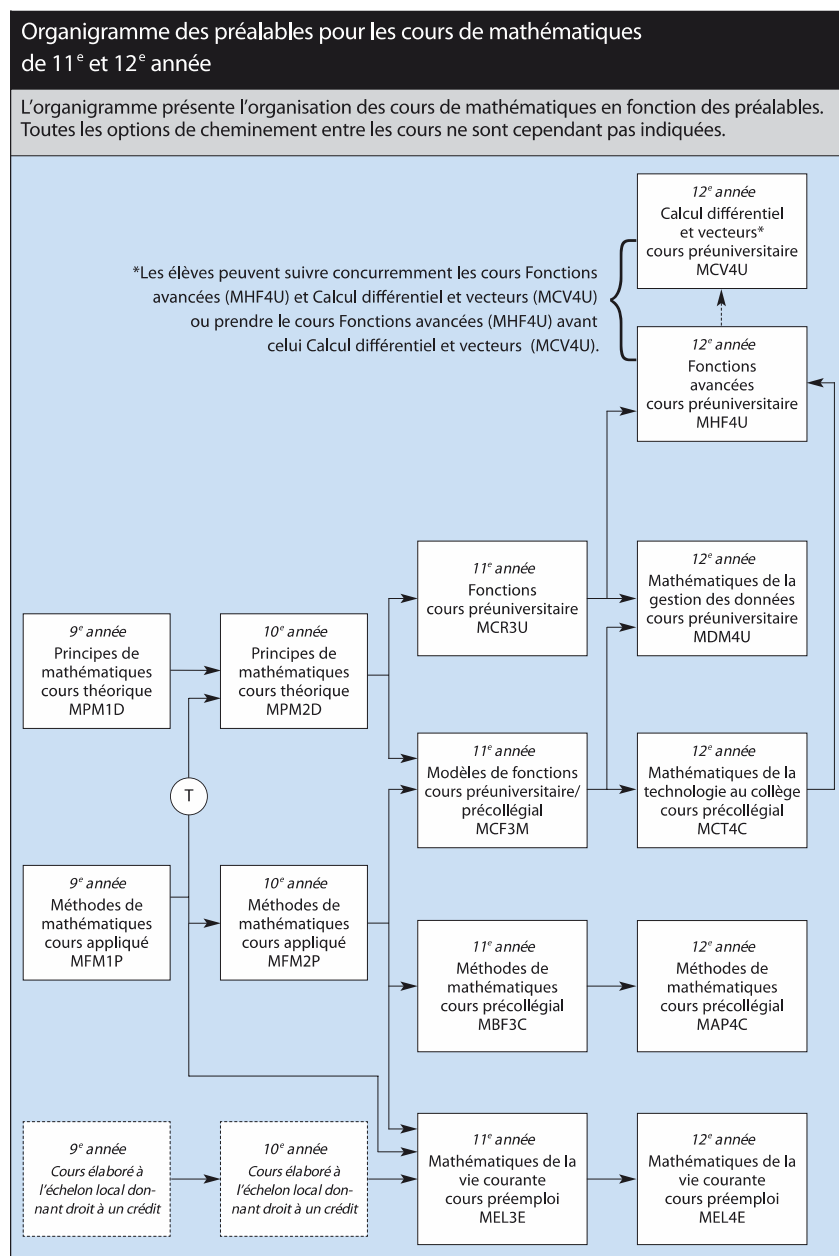 Organigramme des préalables pour les cours de mathématiques
de 11e et 12e année
L'organigramme présente l'organisation des cours de mathématiques en fonction des préalables.
Toutes les options de cheminement entre les cours ne sont cependant pas indiquées.
12e année
Calcul différentiel
et vecteurs*
cours préuniversitaire
MCV4U
*Les élèves peuvent suivre concurremment les cours Fonctions
avancées (MHF4U) et Calcul différentiel et vecteurs (MCV4U)
ou prendre le cours Fonctions avancées (MHF4U) avant
celui Calcul différentiel et vecteurs (MCV4U).
12e année
Fonctions
avancées
cours préuniversitaire
MHF4U
9e année
Principes de
mathématiques
cours théorique
MPM1D
10e année
Principes de
mathématiques
cours théorique
MPM2D
11e année
Fonctions
cours préuniversitaire
MCR3U
12e année
Mathématiques de la
gestion des données
cours préuniversitaire
MDM4U
T
11e année
Modèles de fonctions
cours préuniversitaire/
précollégial
MCF3M
12e année
Mathématiques de la
technologie au collège
cours précollégial
MCT4C
9e année
Méthodes de
mathématiques
cours appliqué
MFM1P
10e année
Méthodes de
mathématiques
cours appliqué
MFM2P
11e année
Méthodes de
mathématiques
cours précollégial
MBF3C
12e année
Méthodes de
mathématiques
cours précollégial
MAP4C
9e année
Cours élaboré à
l'échelon local don-
nant droit à un crédit
10e année
Cours élaboré à
l'échelon local don-
nant droit à un crédit
11e année
Mathématiques de la
vie courante
cours préemploi
MEL3E
12e année
Mathématiques de la
vie courante
cours préemploi
MEL4E